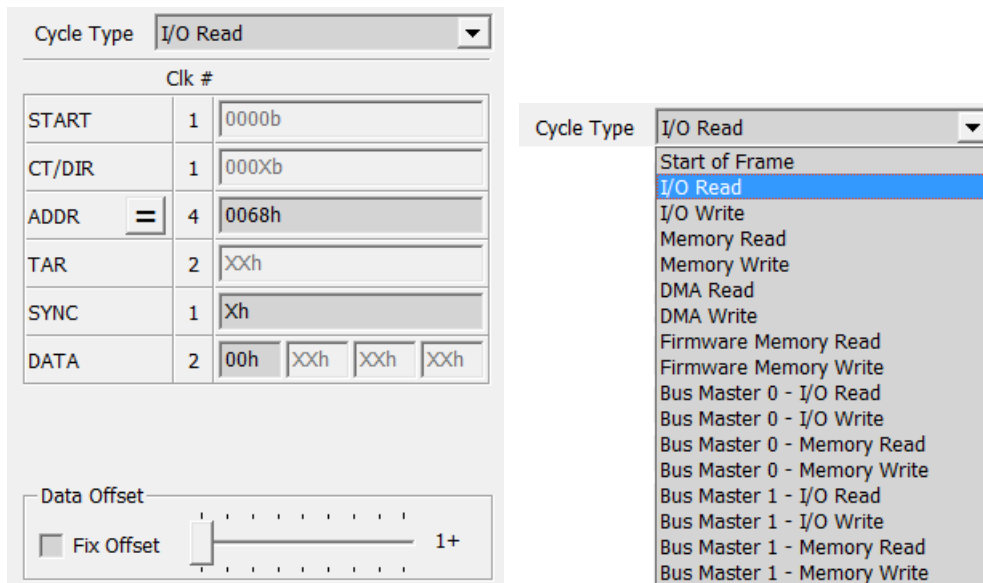 Cycle Type I/O Read
Clk #
START 1 0000b
CT/DIR 1 000Xb
ADDR = 4 0068h
TAR 2 XXh
SYNC 1 Xh
DATA 2 00h XXh XXh XXh
Data Offset
Fix Offset 1+
Cycle Type I/O Read
Start of Frame
I/O Read
I/O Write
Memory Read
Memory Write
DMA Read
DMA Write
Firmware Memory Read
Firmware Memory Write
Bus Master 0 - I/O Read
Bus Master 0 - I/O Write
Bus Master 0 - Memory Read
Bus Master 0 - Memory Write
Bus Master 1 - I/O Read
Bus Master 1 - I/O Write
Bus Master 1 - Memory Read
Bus Master 1 - Memory Write